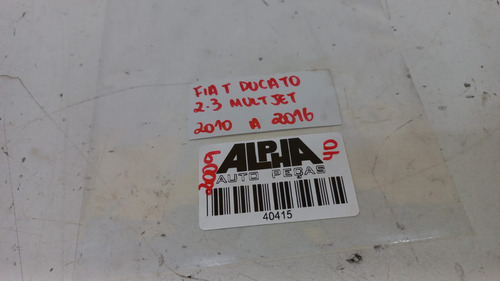 FIAT DUCATO
2.3 MULTJET
2010 A 2016
ALPHA
AUTO PEÇAS
40415